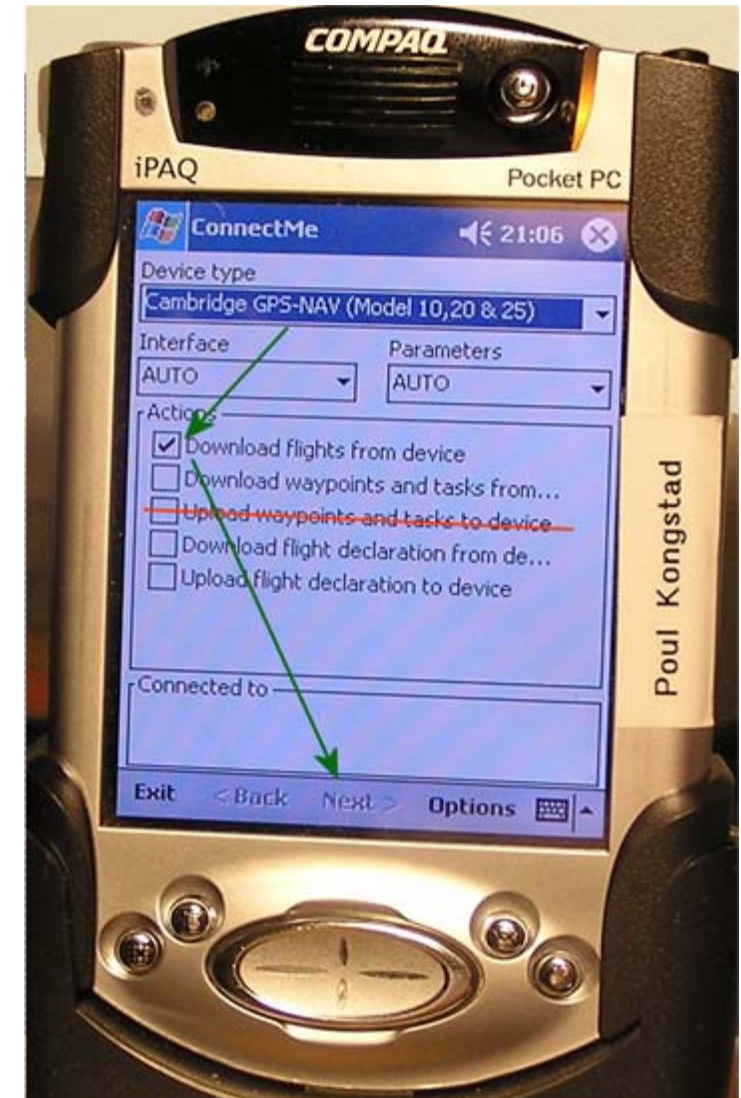 COMPAQ
iPAQ
Pocket PC
ConnectMe 21:06
Device type
Cambridge GPS-NAV (Model 10,20 & 25)
Interface Parameters
AUTO AUTO
Actions
Download flights from device
Download waypoints and tasks from...
Upload waypoints and tasks to device
Download flight declaration from de...
Upload flight declaration to device
Connected to
Exit <Back Next > Options
Poul Kongstad